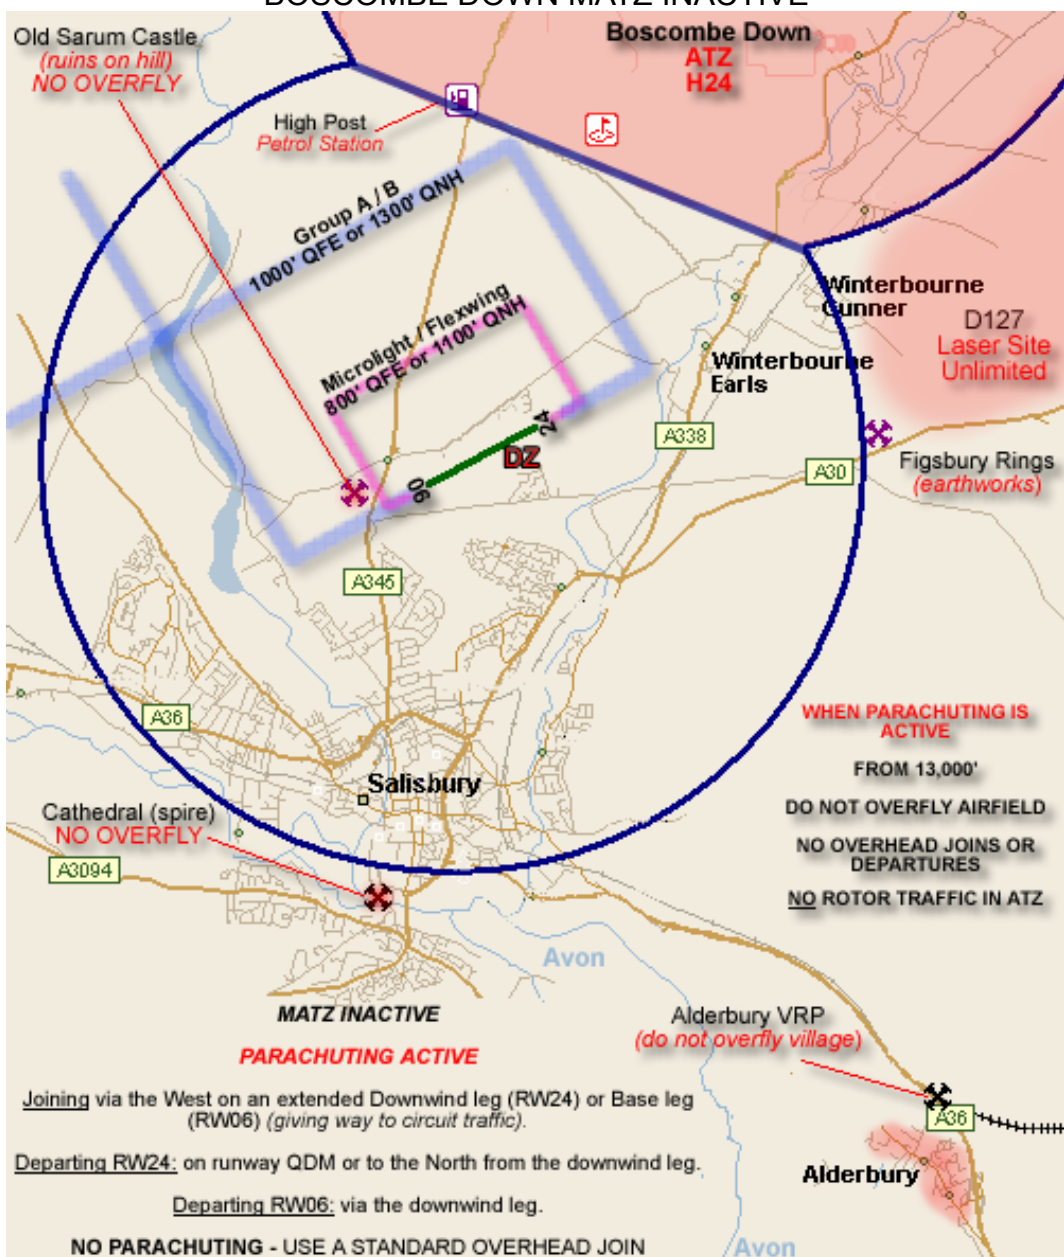 BOSCOMBE DOWN MATZ INACTIVE
Old Sarum Castle
(ruins on hill)
NO OVERFLY
Boscombe Down
ATZ
H24
High Post
Petrol Station
Group A / B
1000' QFE or 1300' QNH
Microlight / Flexwing
800' QFE or 1100' QNH
Winterbourne
Gunner
D127
Laser Site
Unlimited
Winterbourne
Earls
24
DZ
06
A338
A30
Figsbury Rings
(earthworks)
A345
A36
WHEN PARACHUTING IS
ACTIVE
FROM 13,000'
DO NOT OVERFLY AIRFIELD
NO OVERHEAD JOINS OR
DEPARTURES
NO ROTOR TRAFFIC IN ATZ
Salisbury
Cathedral (spire)
NO OVERFLY
A3094
Avon
MATZ INACTIVE
PARACHUTING ACTIVE
Alderbury VRP
(do not overfly village)
Joining via the West on an extended Downwind leg (RW24) or Base leg
(RW06) (giving way to circuit traffic).
A36
Departing RW24: on runway QDM or to the North from the downwind leg.
Alderbury
Departing RW06: via the downwind leg.
NO PARACHUTING - USE A STANDARD OVERHEAD JOIN
Avon